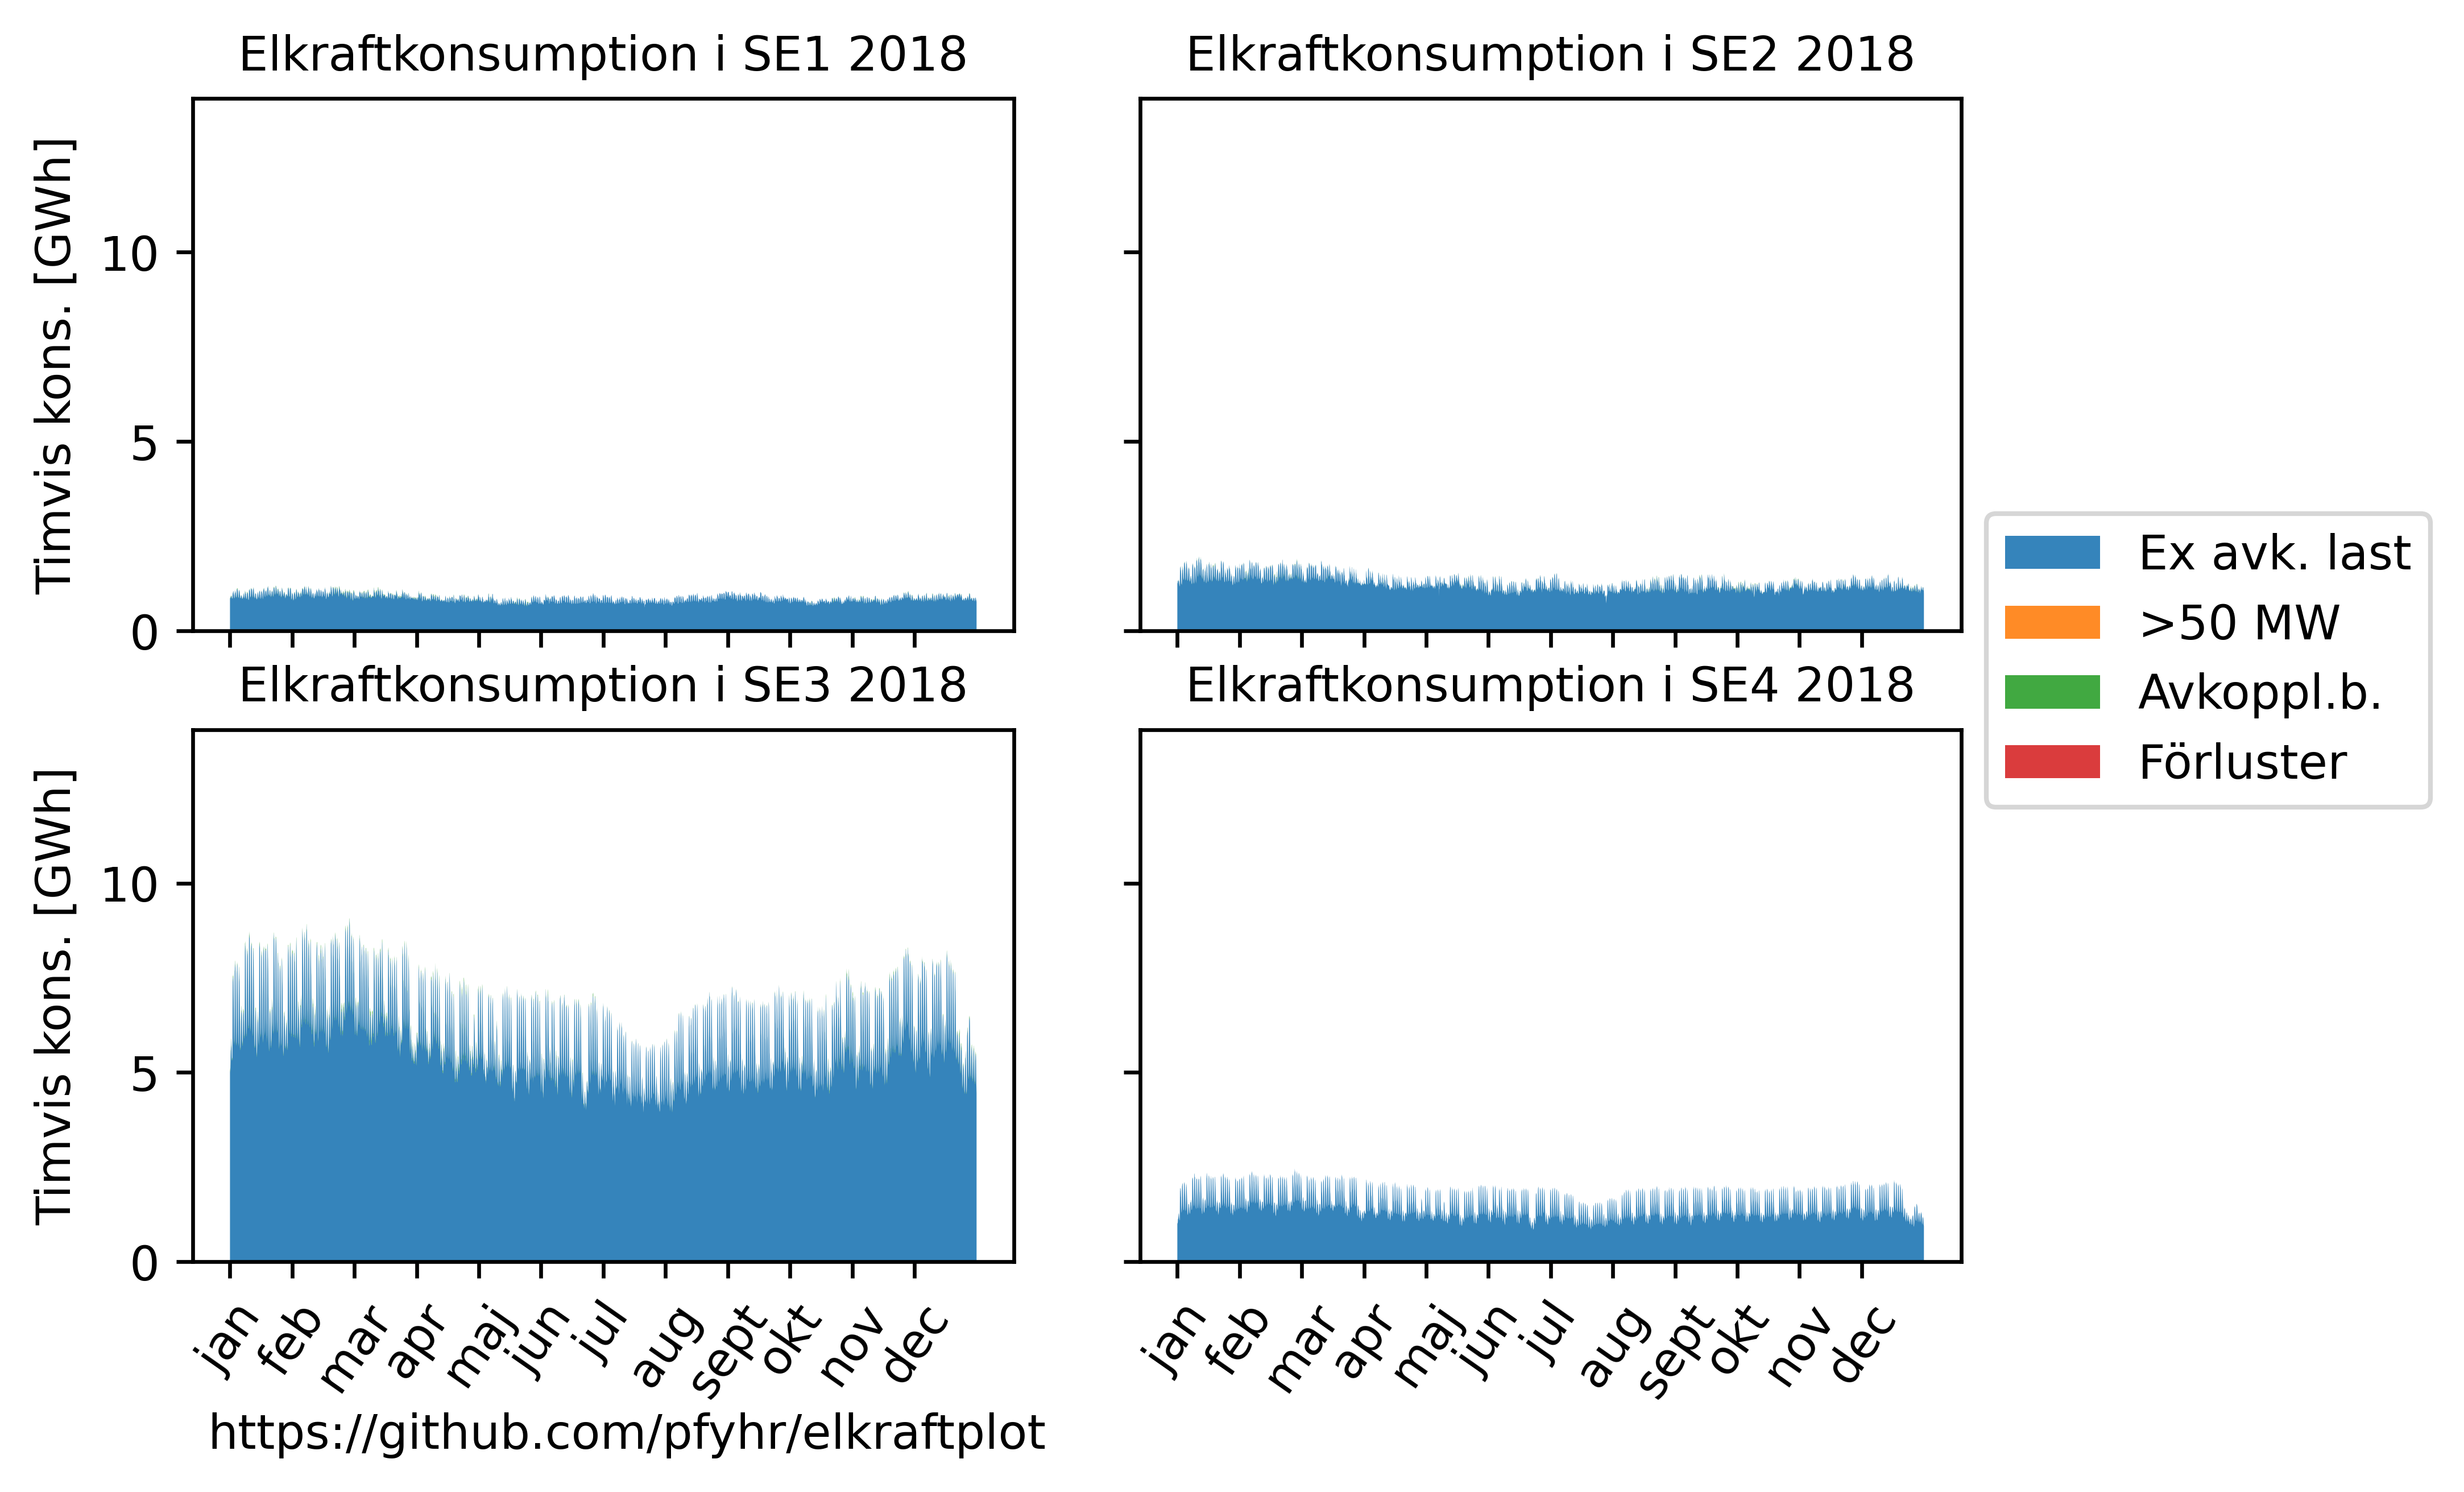 Elkraftkonsumption i SE1 2018
Elkraftkonsumption i SE2 2018
Timvis kons. [GWh]
10
5
0
Ex avk. last
>50 MW
Avkoppl.b.
Förluster
Elkraftkonsumption i SE3 2018
Elkraftkonsumption i SE4 2018
Timvis kons. [GWh]
10
5
0
jan feb mar apr maj jun jul aug sept okt nov dec
jan feb mar apr maj jun jul aug sept okt nov dec
https://github.com/pfyhr/elkraftplot